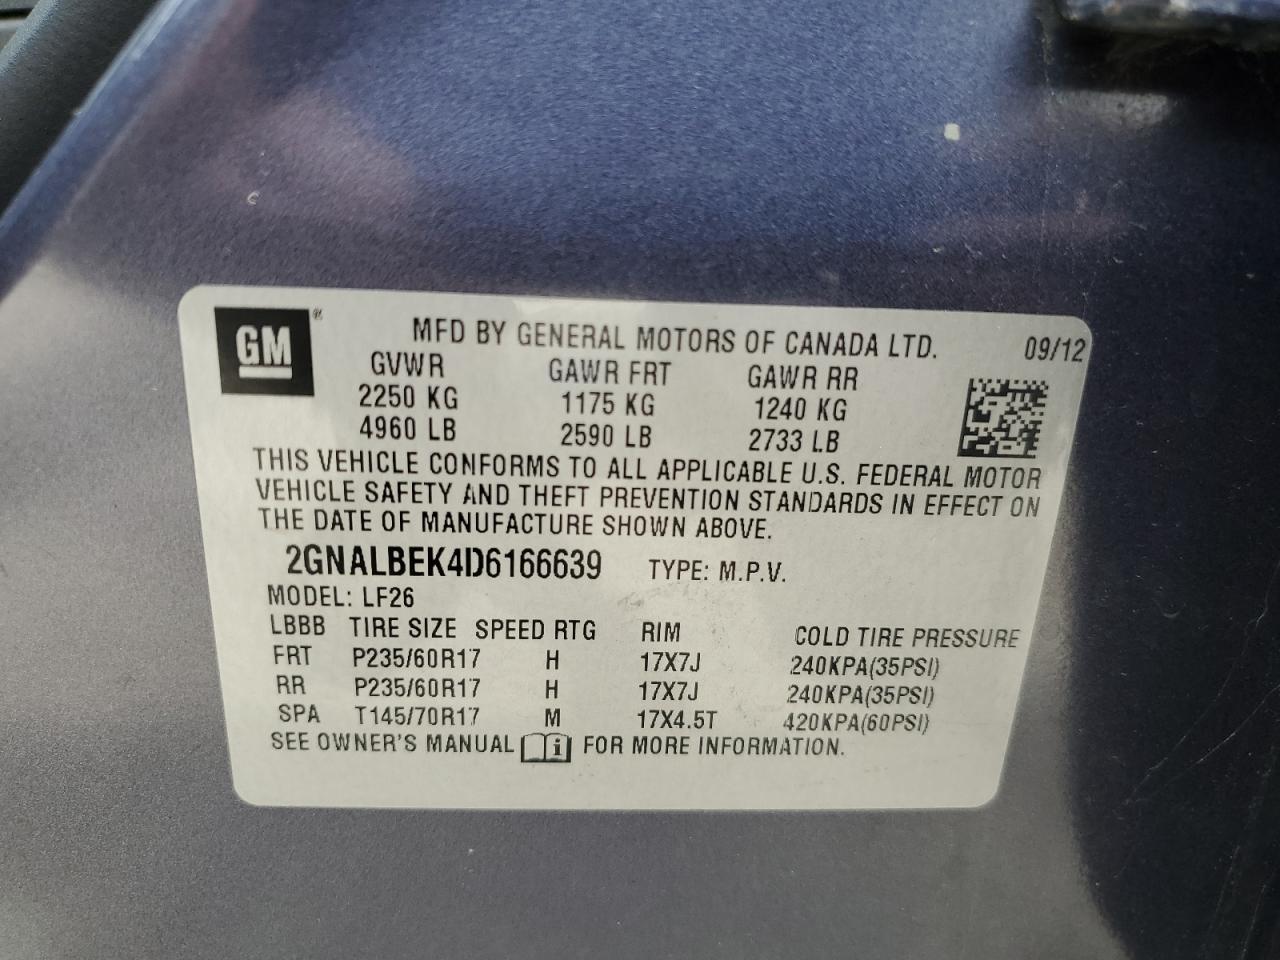 GM ®
MFD BY GENERAL MOTORS OF CANADA LTD. 09/12
GVWR GAWR FRT GAWR RR
2250 KG 1175 KG 1240 KG
4960 LB 2590 LB 2733 LB
THIS VEHICLE CONFORMS TO ALL APPLICABLE U.S. FEDERAL MOTOR
VEHICLE SAFETY AND THEFT PREVENTION STANDARDS IN EFFECT ON
THE DATE OF MANUFACTURE SHOWN ABOVE.
2GNALBEK4D6166639 TYPE: M.P.V.
MODEL: LF26
LBBB TIRE SIZE SPEED RTG RIM COLD TIRE PRESSURE
FRT P235/60R17 H 17X7J 240KPA(35PSI)
RR P235/60R17 H 17X7J 240KPA(35PSI)
SPA T145/70R17 M 17X4.5T 420KPA(60PSI)
SEE OWNER'S MANUAL i FOR MORE INFORMATION.